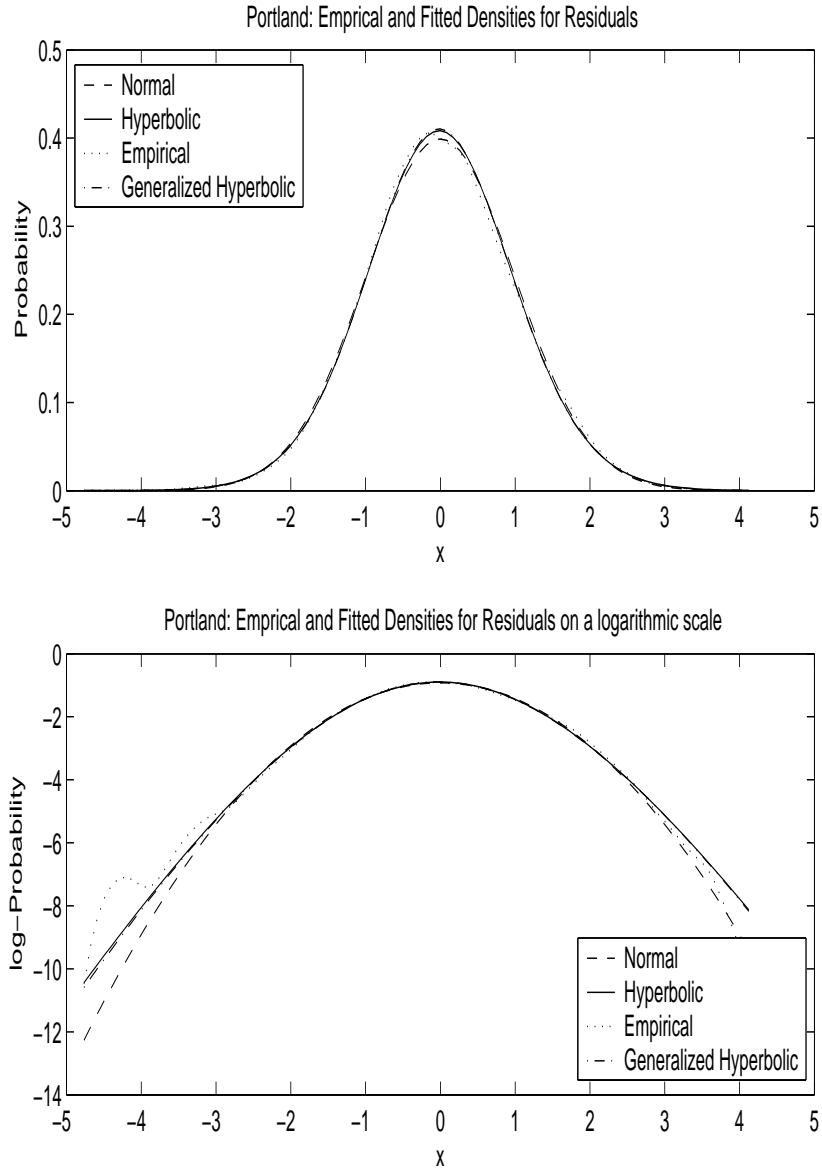 Portland: Emprical and Fitted Densities for Residuals
0.5
0.4
0.3
0.2
0.1
0
Probability
Normal
Hyperbolic
Empirical
Generalized Hyperbolic
−5 −4 −3 −2 −1 0 1 2 3 4 5
x
Portland: Emprical and Fitted Densities for Residuals on a logarithmic scale
0
−2
−4
−6
−8
−10
−12
−14
log−Probability
Normal
Hyperbolic
Empirical
Generalized Hyperbolic
−5 −4 −3 −2 −1 0 1 2 3 4 5
x